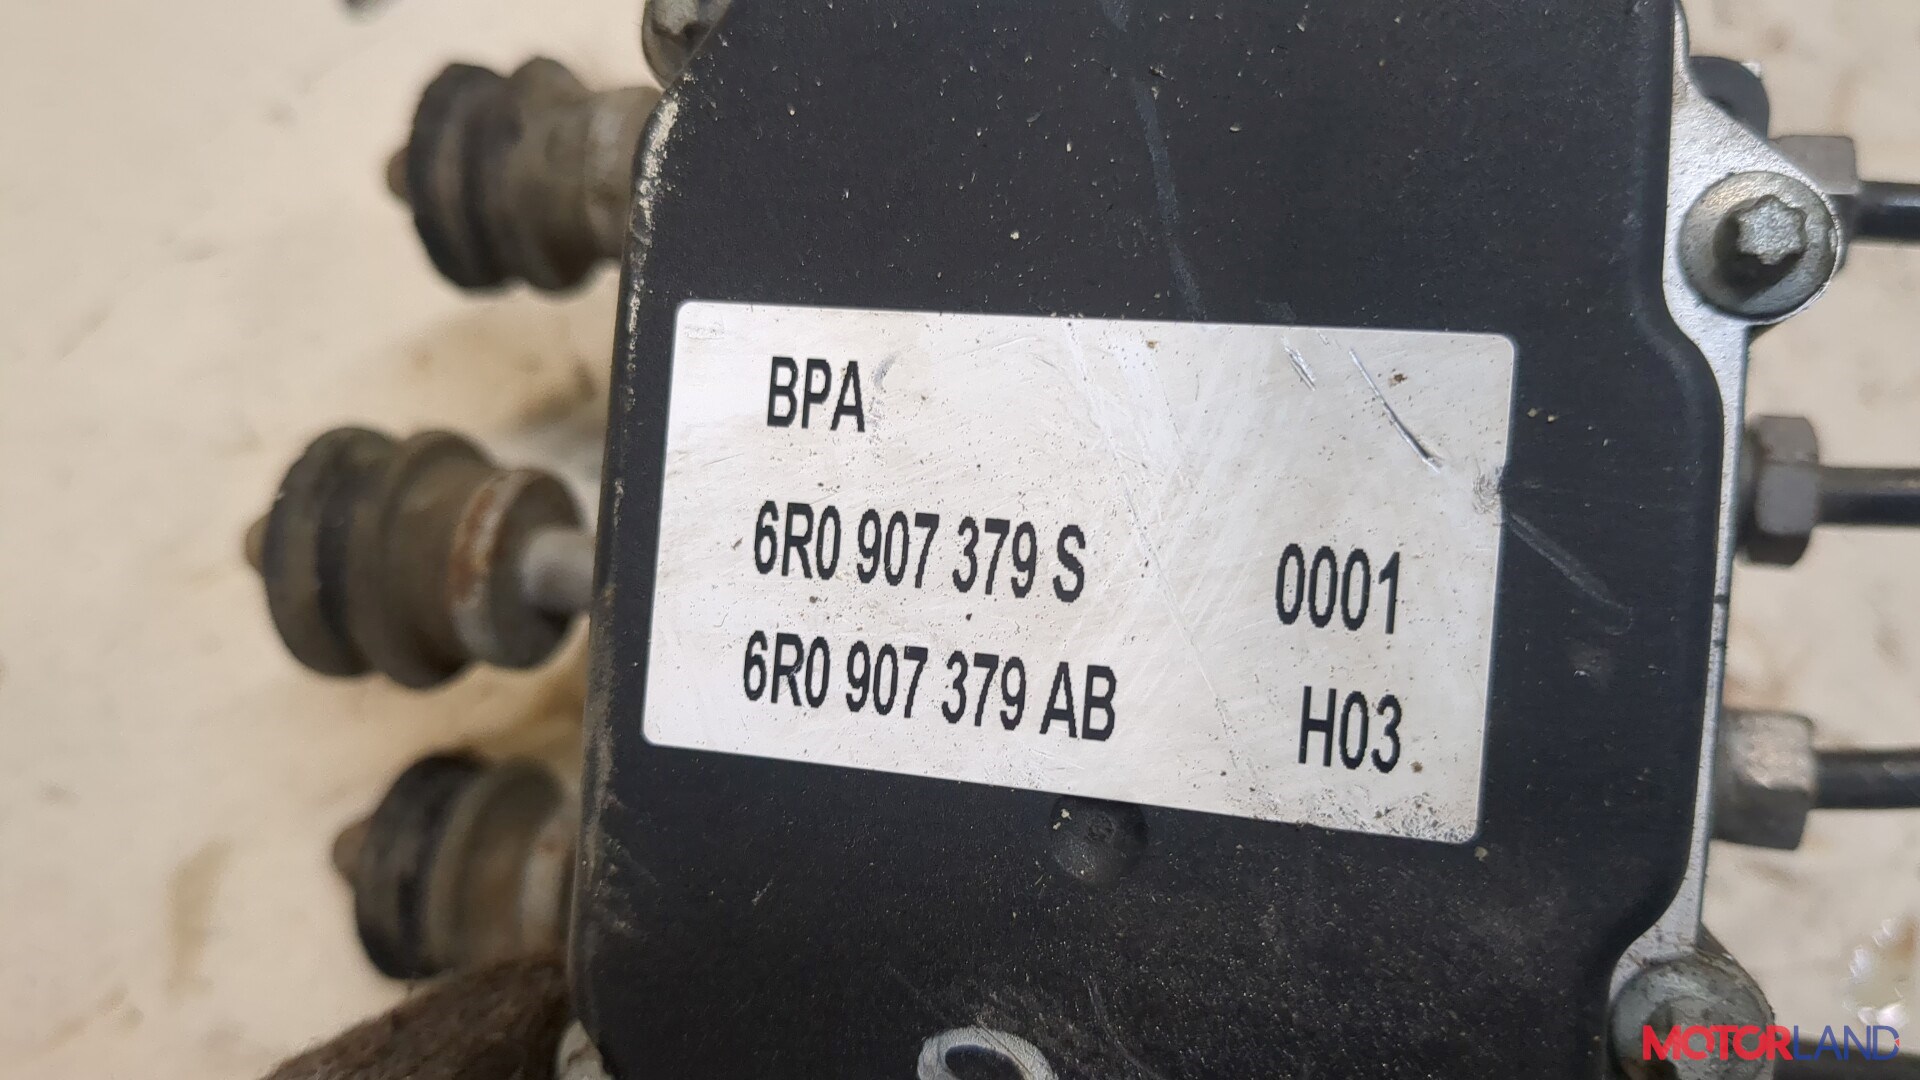 BPA
6R0 907 379 S 0001
6R0 907 379 AB H03
MOTORLAND